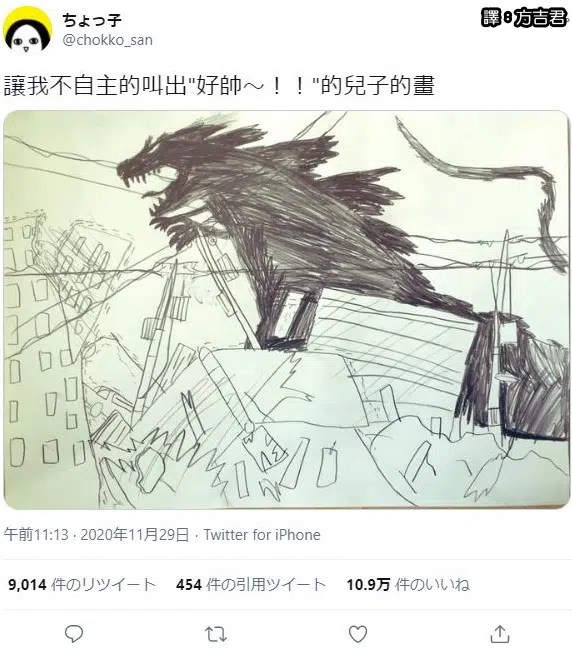 譯8方吉君
ちょっ子
@chokko_san
讓我不自主的叫出"好帥～！！"的兒子的畫
午前11:13 · 2020年11月29日 · Twitter for iPhone
9,014 件のリツイート 454 件の引用ツイート 10.9万 件のいいね